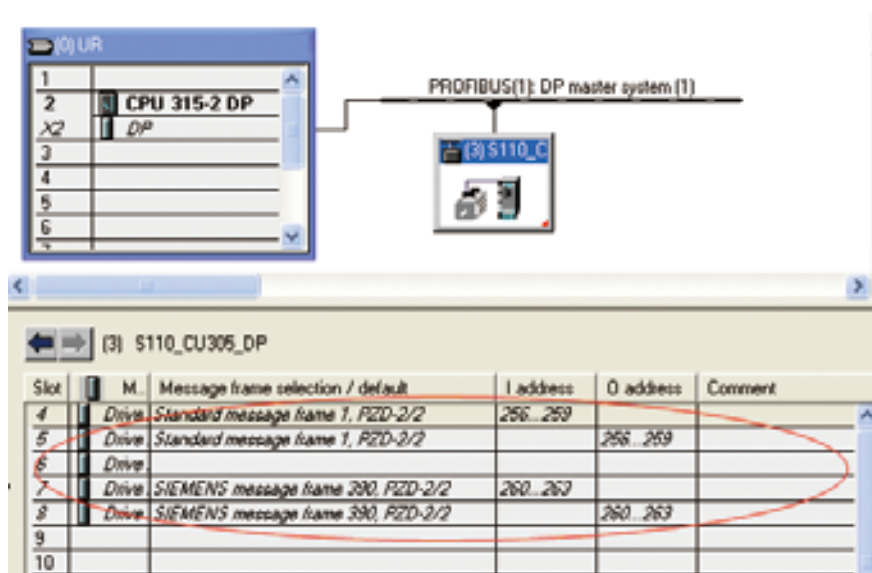 (0) UR
1
2 CPU 315-2 DP
X2 DP
3
4
5
6
7
PROFIBUS(1): DP master system (1)
(3) S110_C
(3) S110_CU305_DP
Slot M... Message frame selection / default I address O address Comment
4 Drive Standard message frame 1, PZD-2/2 256...259
5 Drive Standard message frame 1, PZD-2/2 256...259
6 Drive
7 Drive SIEMENS message frame 390, PZD-2/2 260...263
8 Drive SIEMENS message frame 390, PZD-2/2 260...263
9
10